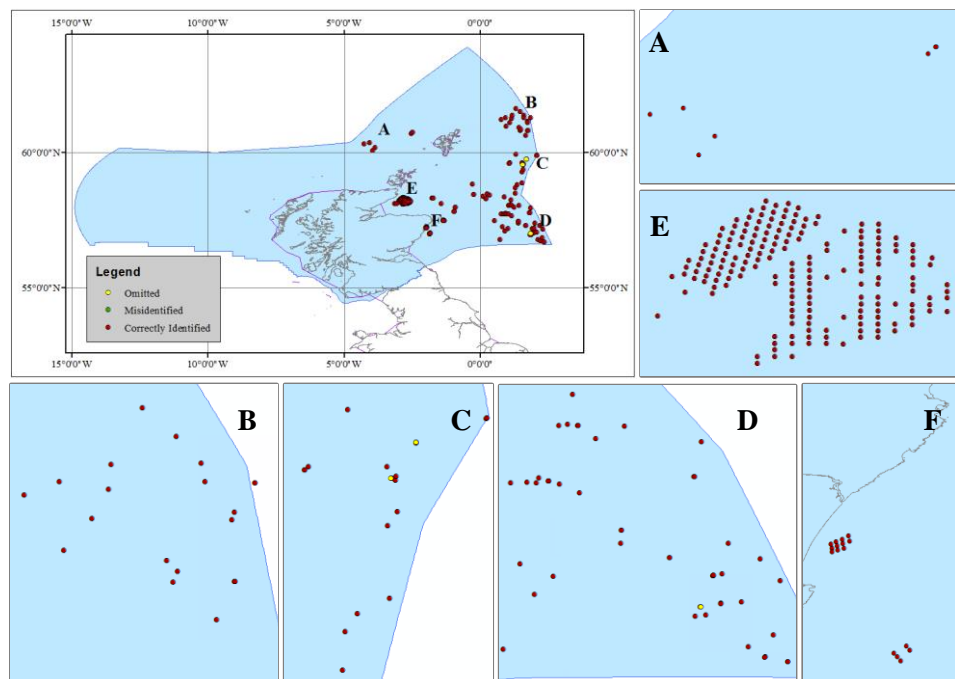 15°0'0"W 10°0'0"W 5°0'0"W 0°0'0"
A
B
60°0'0"N 60°0'0"N
C
E
F
D
Legend
Omitted
Misidentified
Correctly Identified
55°0'0"N 55°0'0"N
15°0'0"W 10°0'0"W 5°0'0"W 0°0'0"
A
E
B
C
D
F